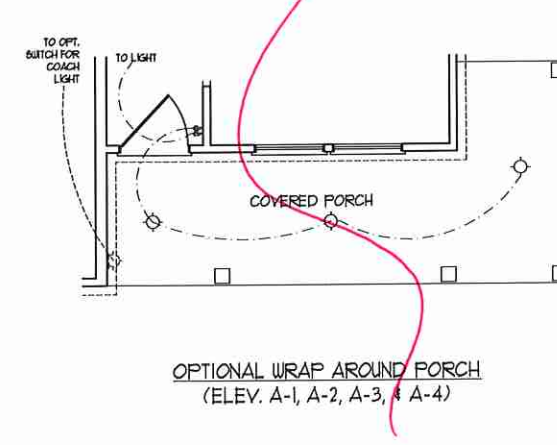 TO OPT.
SWITCH FOR
COACH
LIGHT
TO LIGHT
COVERED PORCH
OPTIONAL WRAP AROUND PORCH
(ELEV. A-1, A-2, A-3, & A-4)